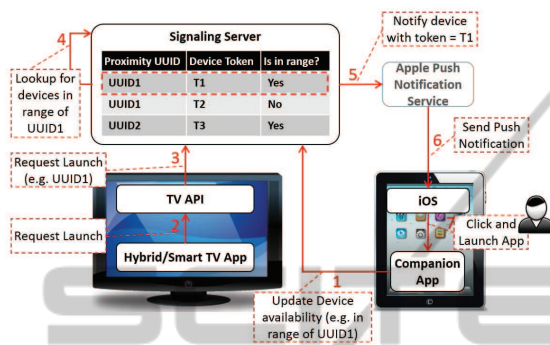 4
Signaling Server
Proximity UUID Device Token Is in range?
UUID1 T1 Yes
UUID1 T2 No
UUID2 T3 Yes
Lookup for
devices in
range of
UUID1
5
Notify device
with token = T1
Apple Push
Notification
Service
6
Send Push
Notification
Request Launch
(e.g. UUID1)
3
TV API
2
Request Launch
Hybrid/Smart TV App
iOS
Click and
Launch App
Companion
App
1
Update Device
availability (e.g. in
range of UUID1)